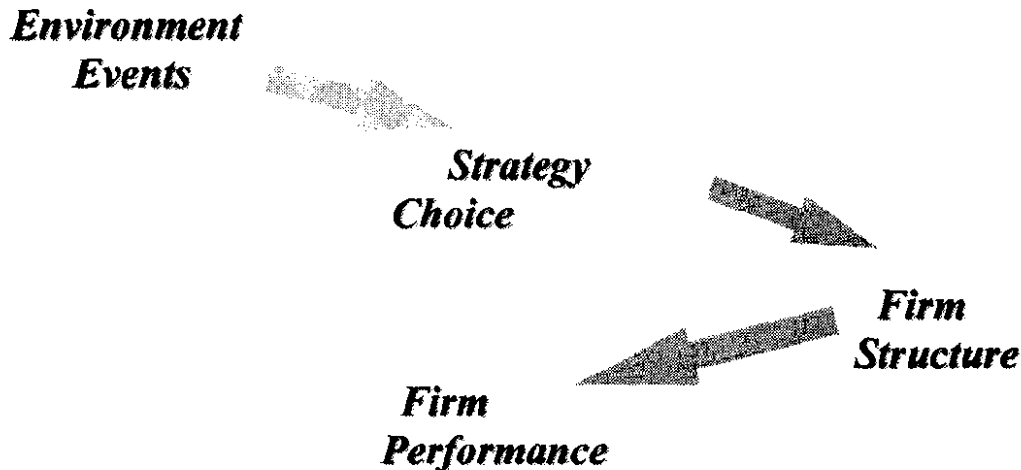 Environment
Events
Strategy
Choice
Firm
Structure
Firm
Performance